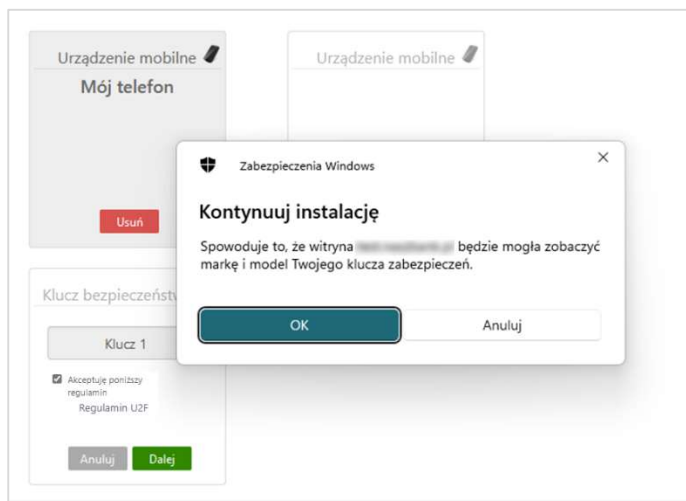 Urządzenie mobilne
Mój telefon
Usuń
Urządzenie mobilne
Zabezpieczenia Windows
Kontynuuj instalację
Spowoduje to, że witryna będzie mogła zobaczyć
markę i model Twojego klucza zabezpieczeń.
OK
Anuluj
Klucz bezpieczeństw
Klucz 1
Akceptuję poniższy
regulamin
Regulamin U2F
Anuluj
Dalej